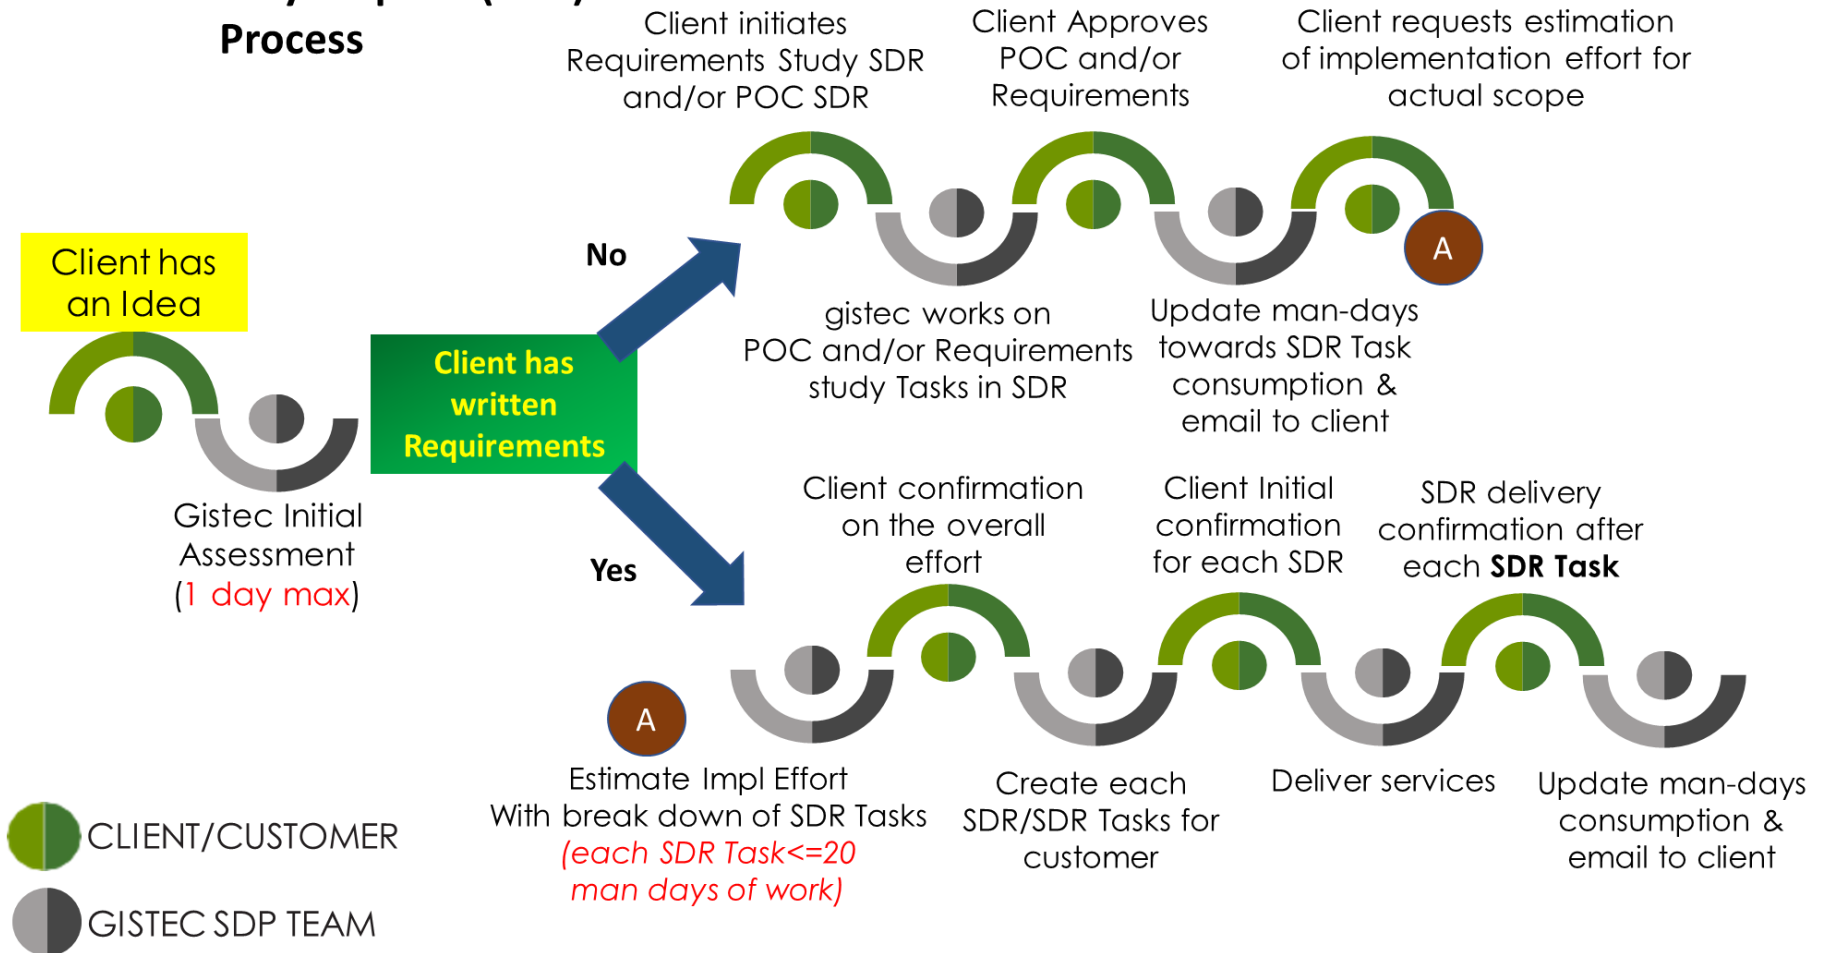 Process
Client has
an Idea
Gistec Initial
Assessment
(1 day max)
Client has
written
Requirements
No
Yes
Client initiates
Requirements Study SDR
and/or POC SDR
gistec works on
POC and/or Requirements
study Tasks in SDR
Client Approves
POC and/or
Requirements
Update man-days
towards SDR Task
consumption &
email to client
Client requests estimation
of implementation effort for
actual scope
A
A
Estimate Impl Effort
With break down of SDR Tasks
(each SDR Task<=20
man days of work)
Client confirmation
on the overall
effort
Create each
SDR/SDR Tasks for
customer
Client Initial
confirmation
for each SDR
Deliver services
SDR delivery
confirmation after
each SDR Task
Update man-days
consumption &
email to client
CLIENT/CUSTOMER
GISTEC SDP TEAM